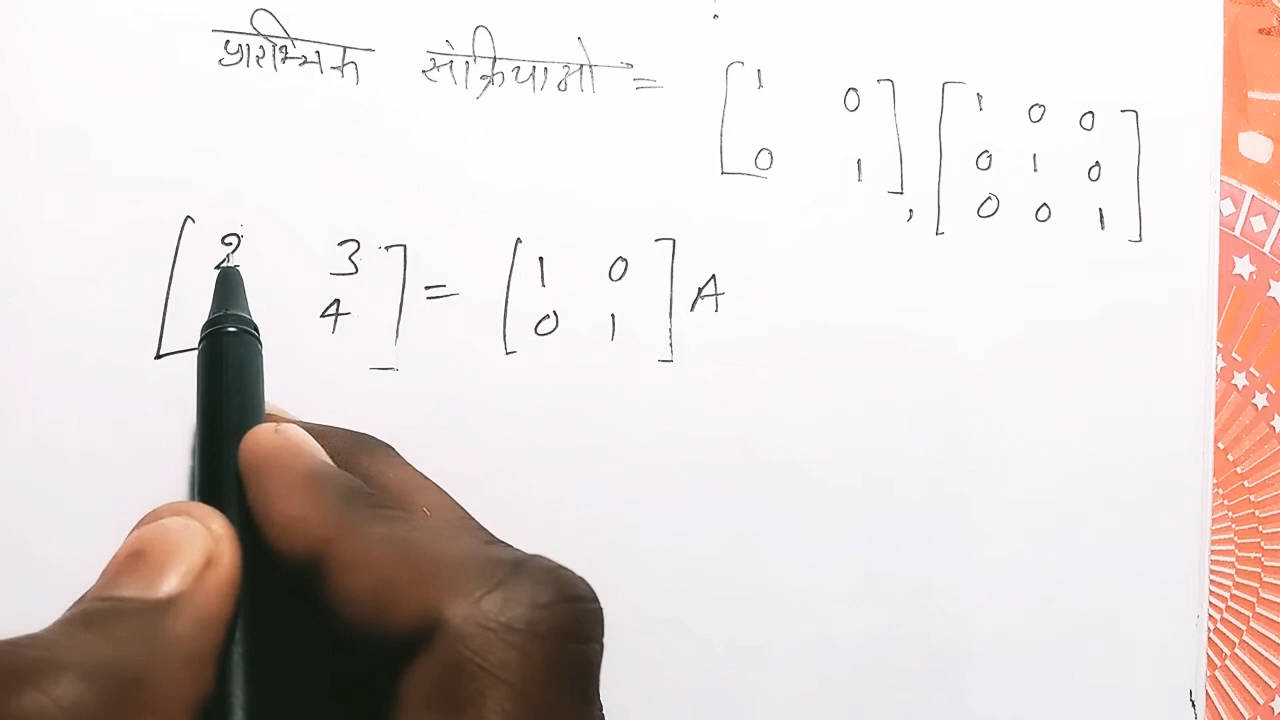 प्रारम्भिक संक्रियाओ = [1 0
0 1], [1 0 0
0 1 0
0 0 1]
[2 3
4] = [1 0
0 1] A